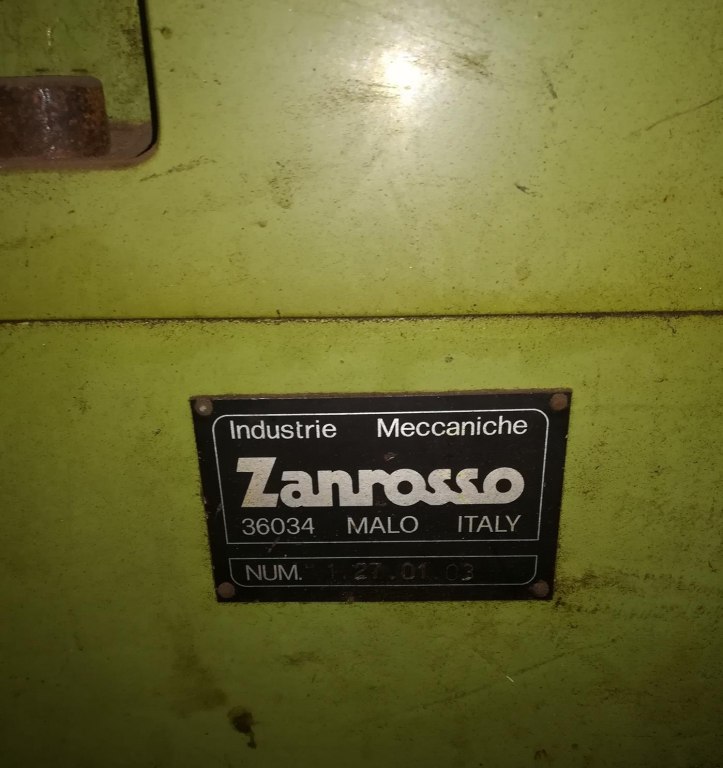 Industrie Meccaniche
Zanrosso
36034 MALO ITALY
NUM. 1.27.01.03